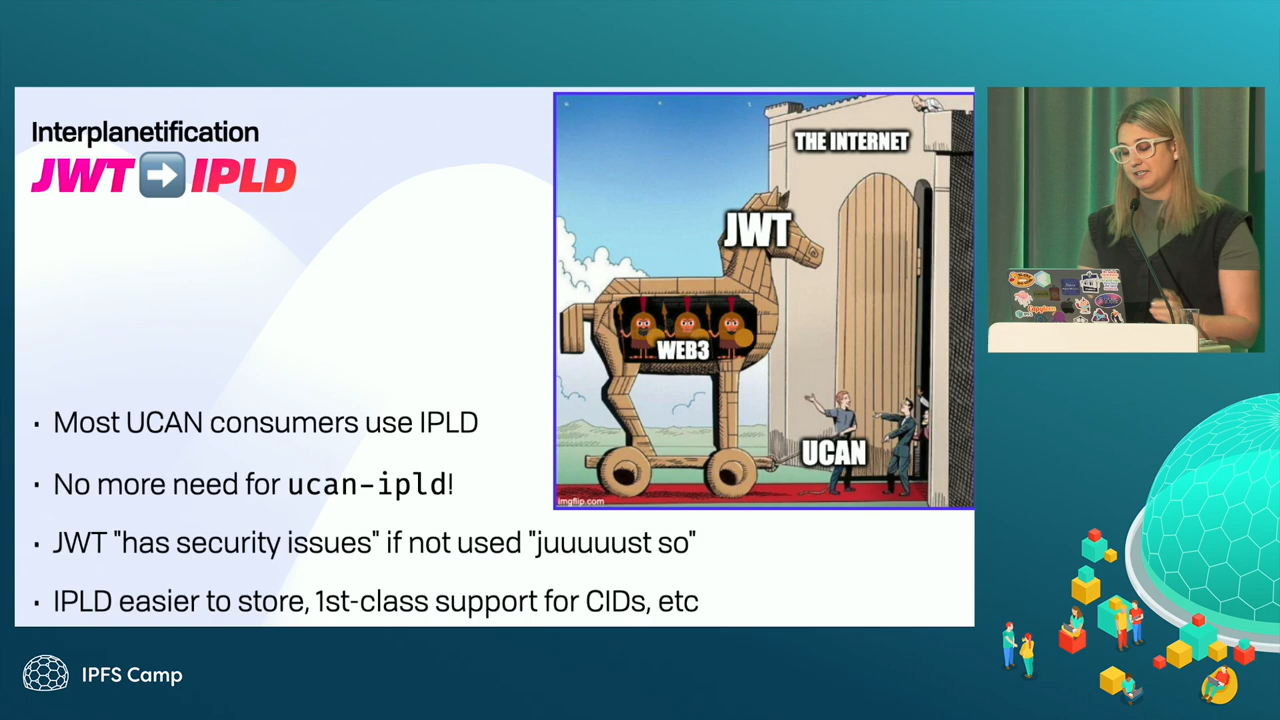 Interplanetification
JWT ➡️ IPLD
THE INTERNET
JWT
WEB3
UCAN
imgflip.com
· Most UCAN consumers use IPLD
· No more need for ucan-ipld!
· JWT "has security issues" if not used "juuuuust so"
· IPLD easier to store, 1st-class support for CIDs, etc
IPFS Camp